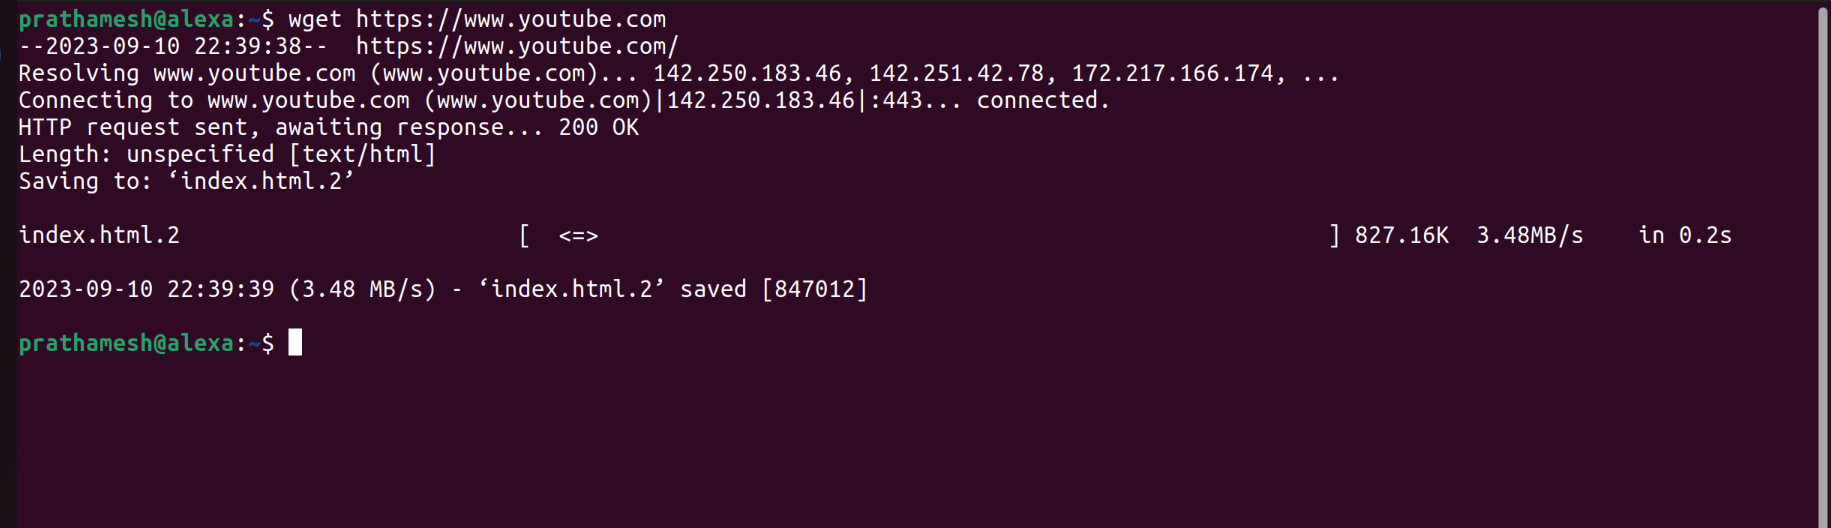 prathamesh@alexa:~$ wget https://www.youtube.com
--2023-09-10 22:39:38--  https://www.youtube.com/
Resolving www.youtube.com (www.youtube.com)... 142.250.183.46, 142.251.42.78, 172.217.166.174, ...
Connecting to www.youtube.com (www.youtube.com)|142.250.183.46|:443... connected.
HTTP request sent, awaiting response... 200 OK
Length: unspecified [text/html]
Saving to: ‘index.html.2’
index.html.2                         [  <=>                                                      ] 827.16K  3.48MB/s    in 0.2s
2023-09-10 22:39:39 (3.48 MB/s) - ‘index.html.2’ saved [847012]
prathamesh@alexa:~$